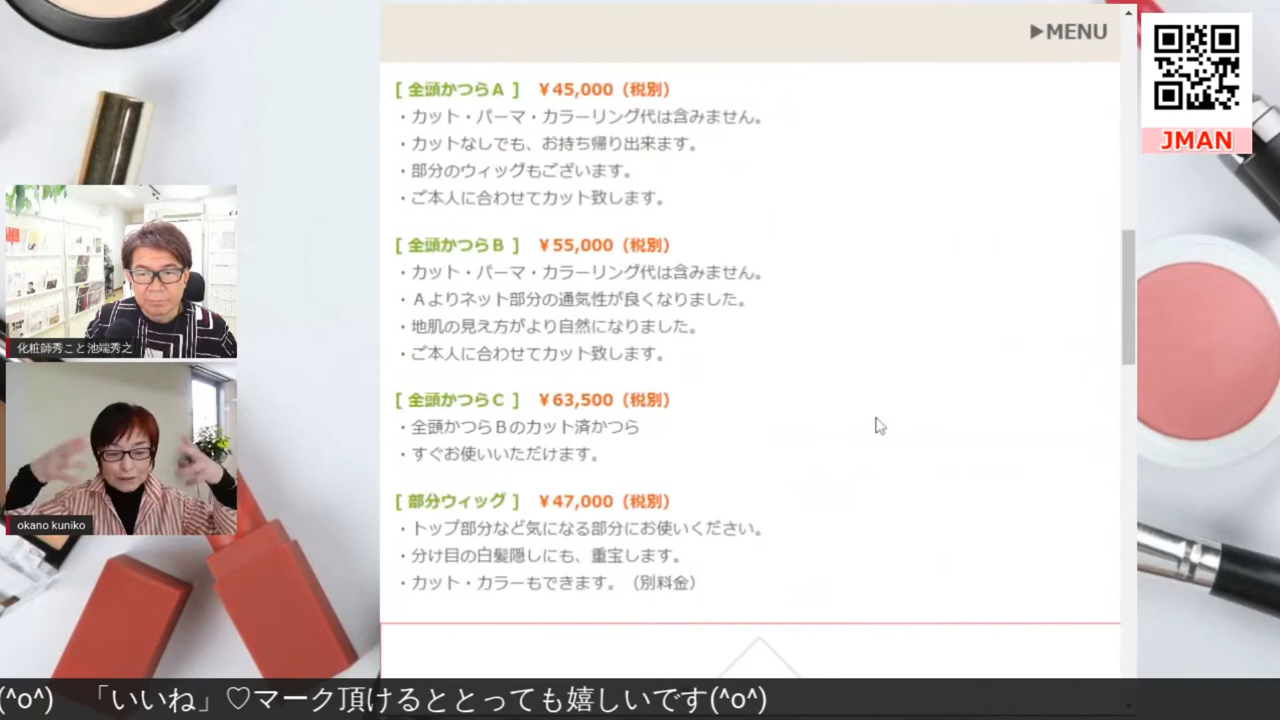 ▶MENU
[ 全頭かつらA ] ￥45,000（税別）
・カット・パーマ・カラーリング代は含みません。
・カットなしでも、お持ち帰り出来ます。
・部分のウィッグもございます。
・ご本人に合わせてカット致します。
[ 全頭かつらB ] ￥55,000（税別）
・カット・パーマ・カラーリング代は含みません。
・Ａよりネット部分の通気性が良くなりました。
・地肌の見え方がより自然になりました。
・ご本人に合わせてカット致します。
[ 全頭かつらC ] ￥63,500（税別）
・全頭かつらＢのカット済かつら
・すぐお使いいただけます。
[ 部分ウィッグ ] ￥47,000（税別）
・トップ部分など気になる部分にお使いください。
・分け目の白髪隠しにも、重宝します。
・カット・カラーもできます。（別料金）
JMAN
化粧師秀こと池端秀之
okano kuniko
(^o^) 「いいね」♡マーク頂けるととっても嬉しいです(^o^)